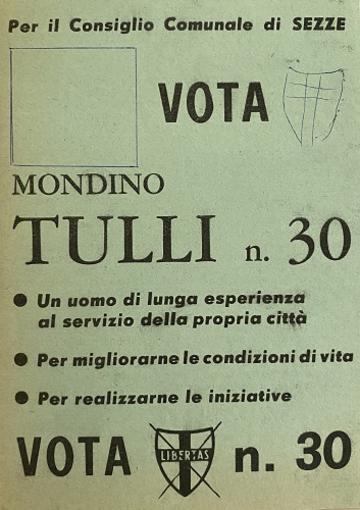 Per il Consiglio Comunale di SEZZE
VOTA
MONDINO
TULLI n. 30
● Un uomo di lunga esperienza
al servizio della propria città
● Per migliorarne le condizioni di vita
● Per realizzarne le iniziative
VOTA LIBERTAS n. 30